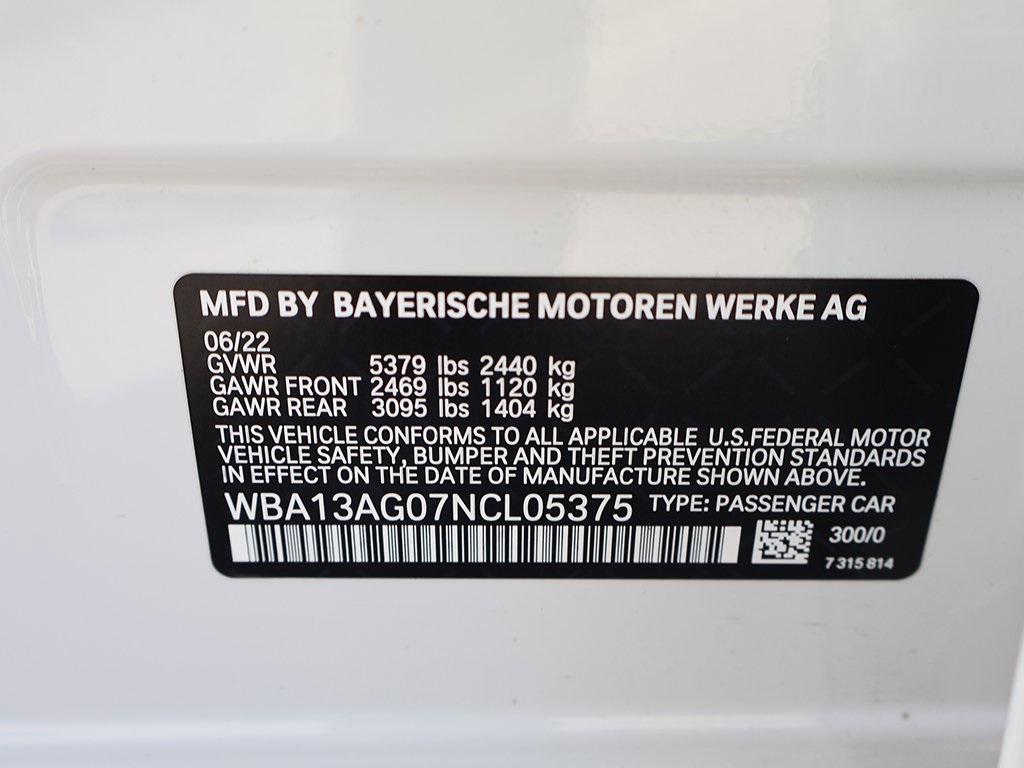 MFD BY BAYERISCHE MOTOREN WERKE AG
06/22
GVWR 5379 lbs 2440 kg
GAWR FRONT 2469 lbs 1120 kg
GAWR REAR 3095 lbs 1404 kg
THIS VEHICLE CONFORMS TO ALL APPLICABLE U.S.FEDERAL MOTOR
VEHICLE SAFETY, BUMPER AND THEFT PREVENTION STANDARDS
IN EFFECT ON THE DATE OF MANUFACTURE SHOWN ABOVE.
WBA13AG07NCL05375 TYPE: PASSENGER CAR
300/0
7 315 814